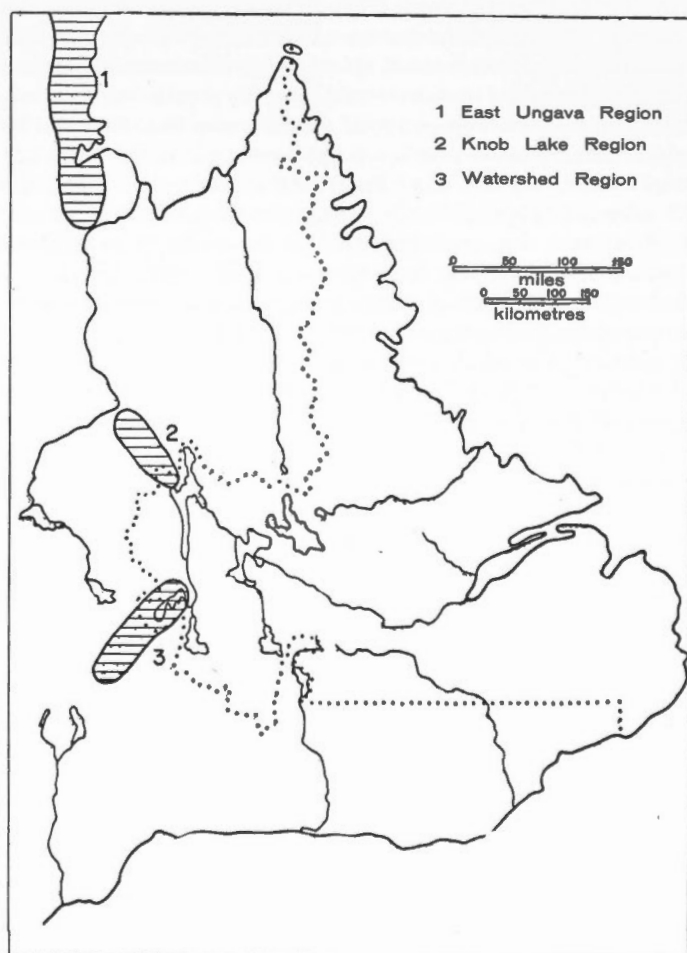 1
1 East Ungava Region
2 Knob Lake Region
3 Watershed Region
0 50 100 150
miles
0 50 100 150
kilometres
2
3